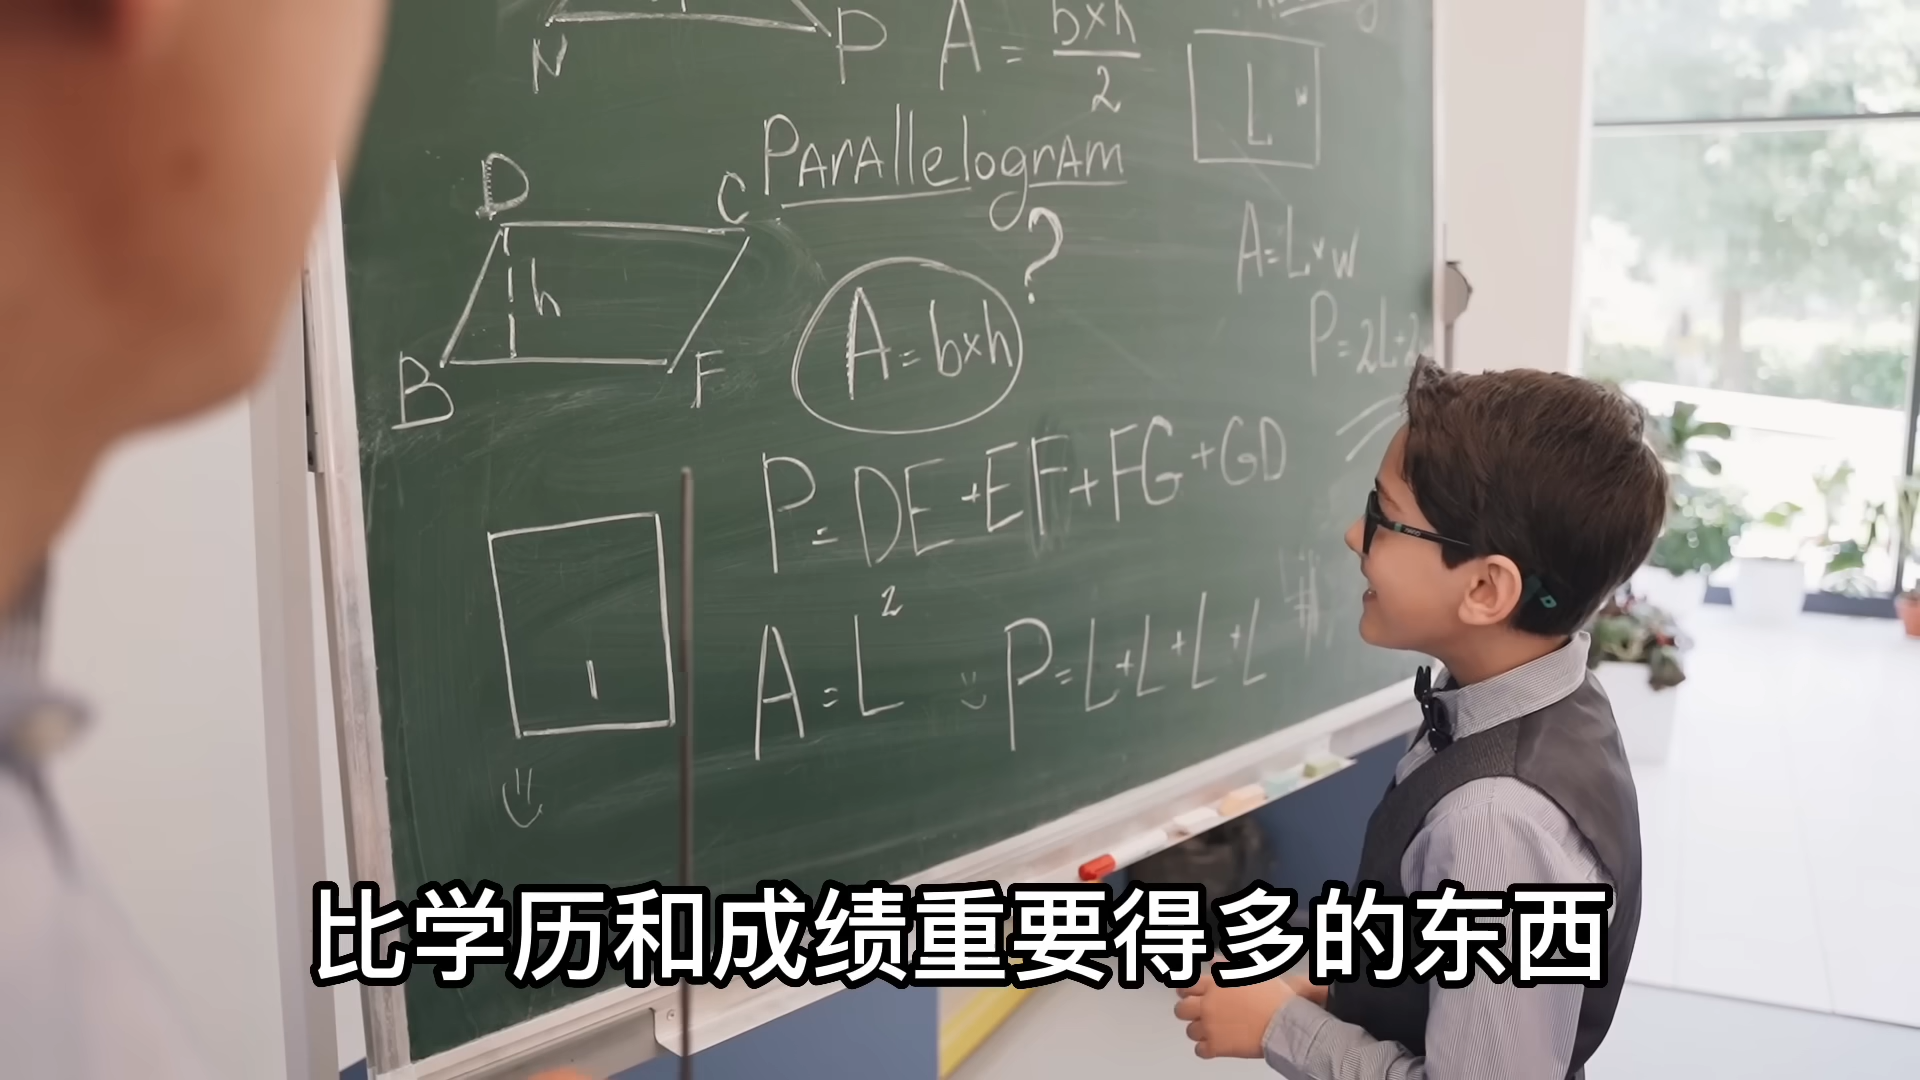 N P A = b×h
2
L w
Parallelogram
D C ?
h
A = b×h
A=L×w
P=2L+2
B F
P=DE+EF+FG+GD
A=L² P=L+L+L+L
l
比学历和成绩重要得多的东西